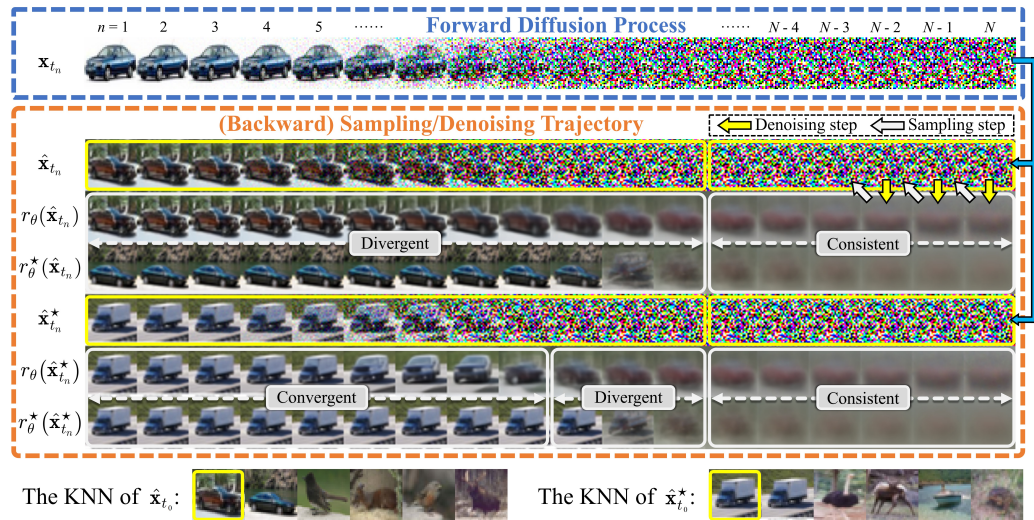 Forward Diffusion Process
n = 1 2 3 4 5 ⋯⋯ ⋯⋯ N - 4 N - 3 N - 2 N - 1 N
𝐱_{t_n}
(Backward) Sampling/Denoising Trajectory
Denoising step Sampling step
x̂_{t_n}
r_θ(x̂_{t_n})
Divergent Consistent
r_θ^★(x̂_{t_n})
x̂^★_{t_n}
r_θ(x̂^★_{t_n})
Convergent Divergent Consistent
r_θ^★(x̂^★_{t_n})
The KNN of x̂_{t_0}: The KNN of x̂^★_{t_0}: